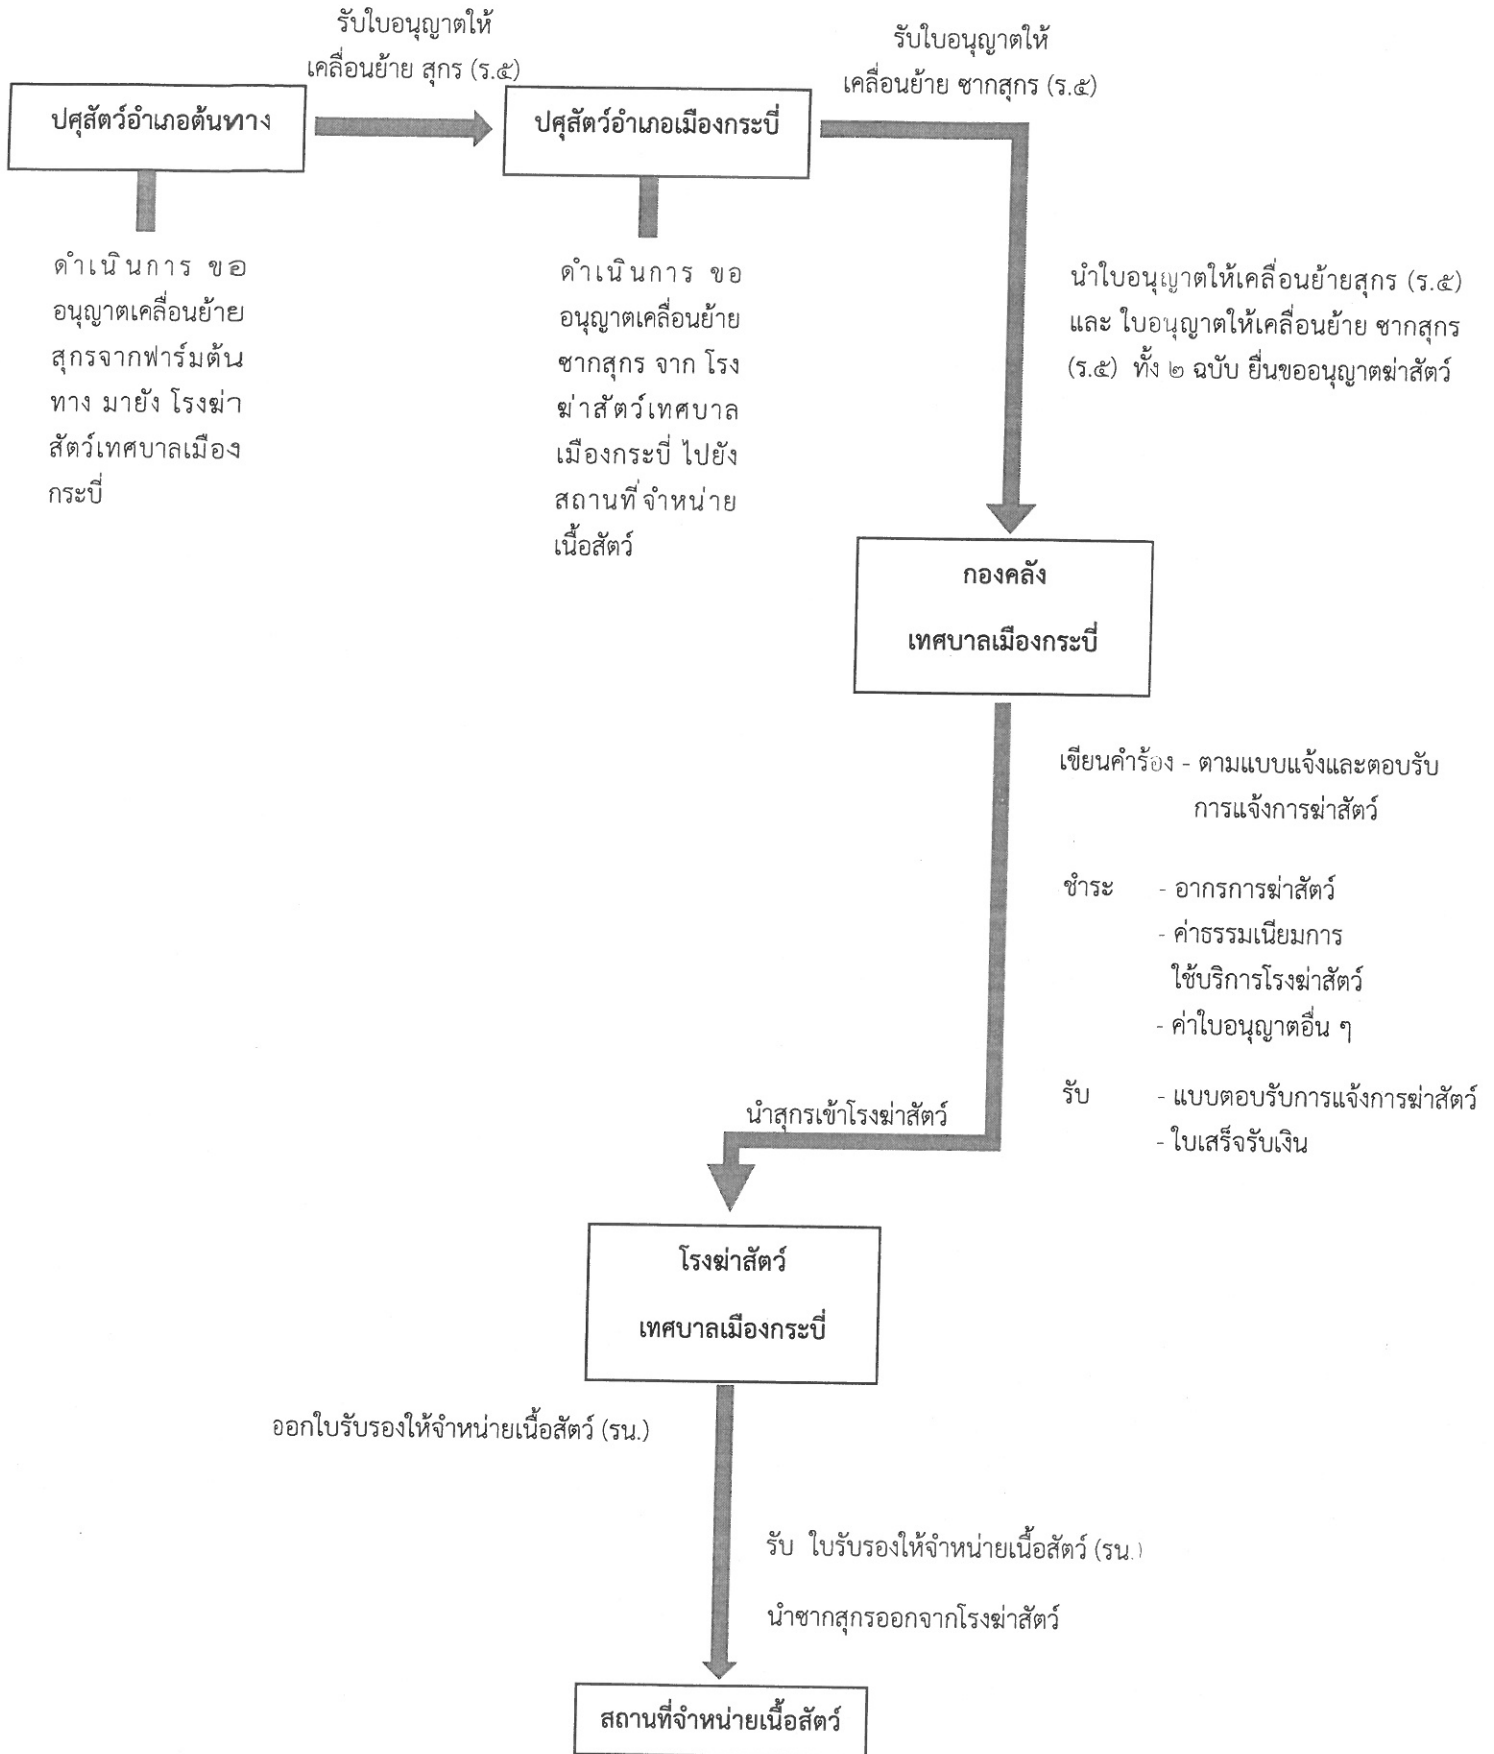 รับใบอนุญาตให้
เคลื่อนย้าย สุกร (ร.๕)
รับใบอนุญาตให้
เคลื่อนย้าย ซากสุกร (ร.๕)
ปศุสัตว์อำเภอต้นทาง
ปศุสัตว์อำเภอเมืองกระบี่
ดำเนินการ ขอ
อนุญาตเคลื่อนย้าย
สุกรจากฟาร์มต้น
ทาง มายัง โรงฆ่า
สัตว์เทศบาลเมือง
กระบี่
ดำเนินการ ขอ
อนุญาตเคลื่อนย้าย
ซากสุกร จาก โรง
ฆ่าสัตว์เทศบาล
เมืองกระบี่ ไปยัง
สถานที่จำหน่าย
เนื้อสัตว์
นำใบอนุญาตให้เคลื่อนย้ายสุกร (ร.๕)
และ ใบอนุญาตให้เคลื่อนย้าย ซากสุกร
(ร.๕) ทั้ง ๒ ฉบับ ยื่นขออนุญาตฆ่าสัตว์
กองคลัง
เทศบาลเมืองกระบี่
เขียนคำร้อง - ตามแบบแจ้งและตอบรับ
การแจ้งการฆ่าสัตว์
ชำระ - อากรการฆ่าสัตว์
- ค่าธรรมเนียมการ
ใช้บริการโรงฆ่าสัตว์
- ค่าใบอนุญาตอื่น ๆ
รับ - แบบตอบรับการแจ้งการฆ่าสัตว์
- ใบเสร็จรับเงิน
นำสุกรเข้าโรงฆ่าสัตว์
โรงฆ่าสัตว์
เทศบาลเมืองกระบี่
ออกใบรับรองให้จำหน่ายเนื้อสัตว์ (รน.)
รับ ใบรับรองให้จำหน่ายเนื้อสัตว์ (รน.)
นำซากสุกรออกจากโรงฆ่าสัตว์
สถานที่จำหน่ายเนื้อสัตว์